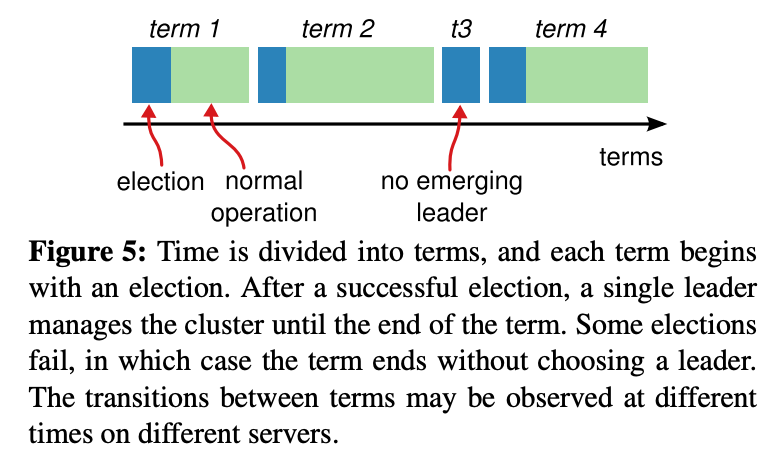 term 1 term 2 t3 term 4
terms
election normal operation no emerging leader
Figure 5: Time is divided into terms, and each term begins
with an election. After a successful election, a single leader
manages the cluster until the end of the term. Some elections
fail, in which case the term ends without choosing a leader.
The transitions between terms may be observed at different
times on different servers.